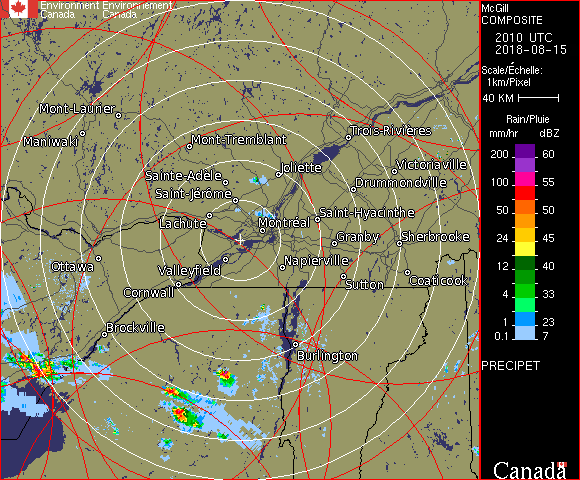 Environment Environnement
Canada Canada
McGill
COMPOSITE
2010 UTC
2018-08-15
Scale/Échelle:
1km/Pixel
40 KM
Rain/Pluie
mm/hr dBZ
200 60
100 55
50 50
24 45
12 40
4 33
1 23
0.1 7
PRECIPET
Canada
Mont-Laurier
Maniwaki
Mont-Tremblant
Trois-Rivières
Joliette
Victoriaville
Sainte-Adèle
Drummondville
Saint-Jérôme
Saint-Hyacinthe
Lachute
Montréal
Granby
Sherbrooke
Ottawa
Valleyfield
Napierville
Cornwall
Sutton
Coaticook
Brockville
Burlington